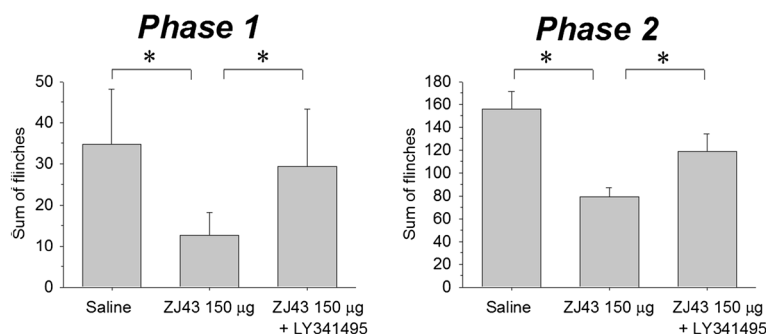 Phase 1
*
*
Sum of flinches
50
40
30
20
10
0
Saline
ZJ43 150 µg
ZJ43 150 µg
+ LY341495
Phase 2
*
*
Sum of flinches
180
160
140
120
100
80
60
40
20
0
Saline
ZJ43 150 µg
ZJ43 150 µg
+ LY341495